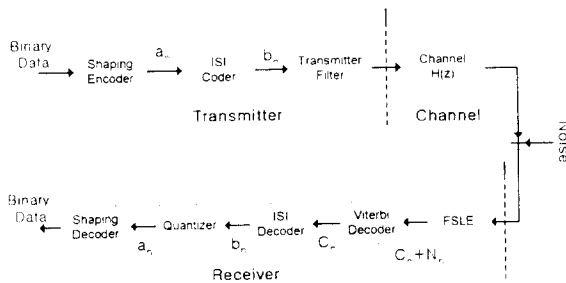 Binary
Data
Shaping
Encoder
aₙ
ISI
Coder
bₙ
Transmitter
Filter
Channel
H(z)
Transmitter
Channel
Noise
Binary
Data
Shaping
Decoder
aₙ
Quantizer
bₙ
ISI
Decoder
Cₙ
Viterbi
Decoder
Cₙ+Nₙ
FSLE
Receiver